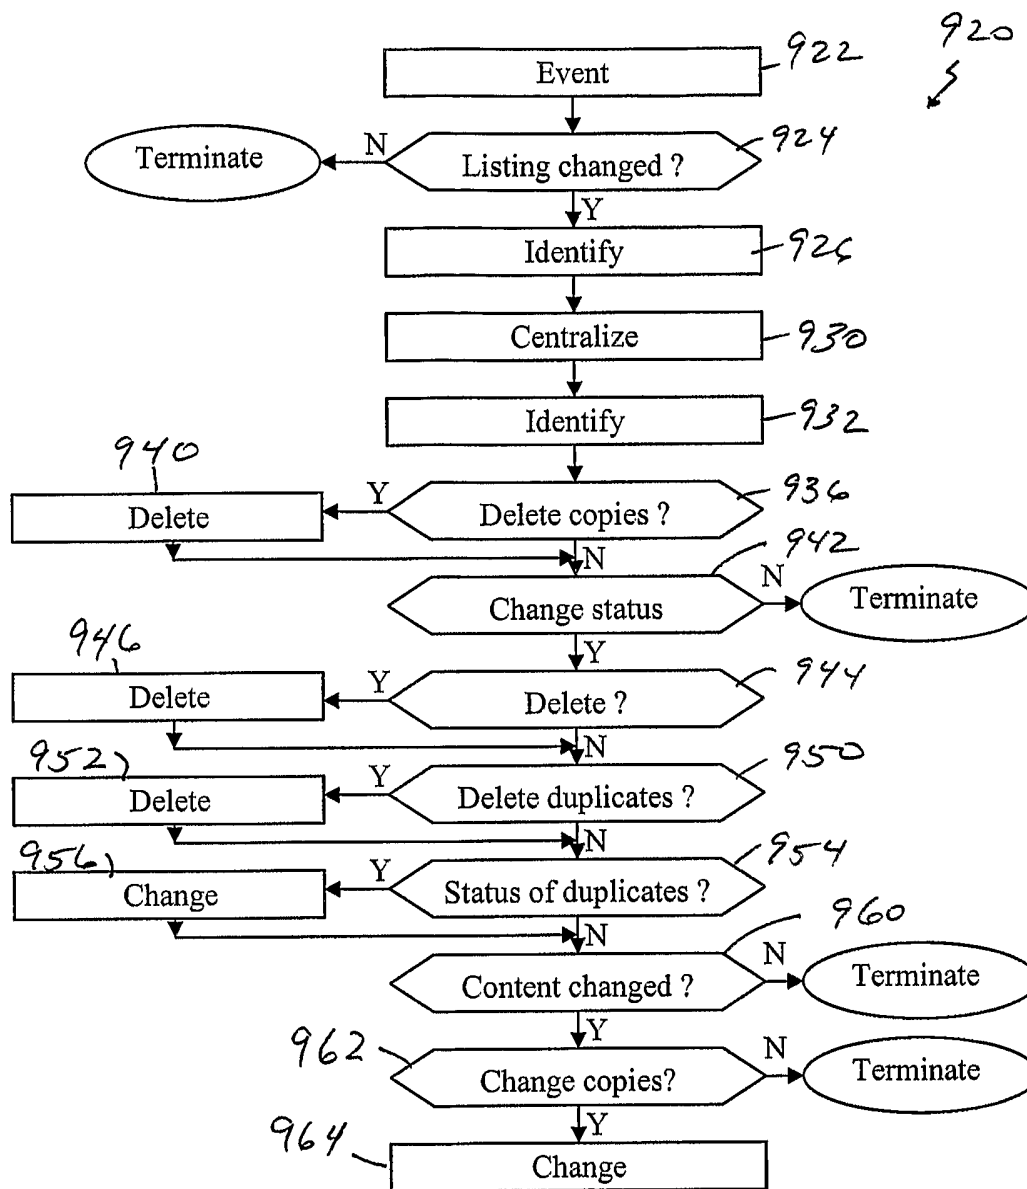 920
922
Event
924
Terminate
N
Listing changed ?
Y
Identify
926
Centralize
930
Identify
932
940
936
Delete
Y
Delete copies ?
N
942
Change status
N
Terminate
Y
946
944
Delete
Y
Delete ?
N
952
950
Delete
Y
Delete duplicates ?
N
956
954
Change
Y
Status of duplicates ?
N
960
Content changed ?
N
Terminate
Y
962
Change copies?
N
Terminate
Y
964
Change